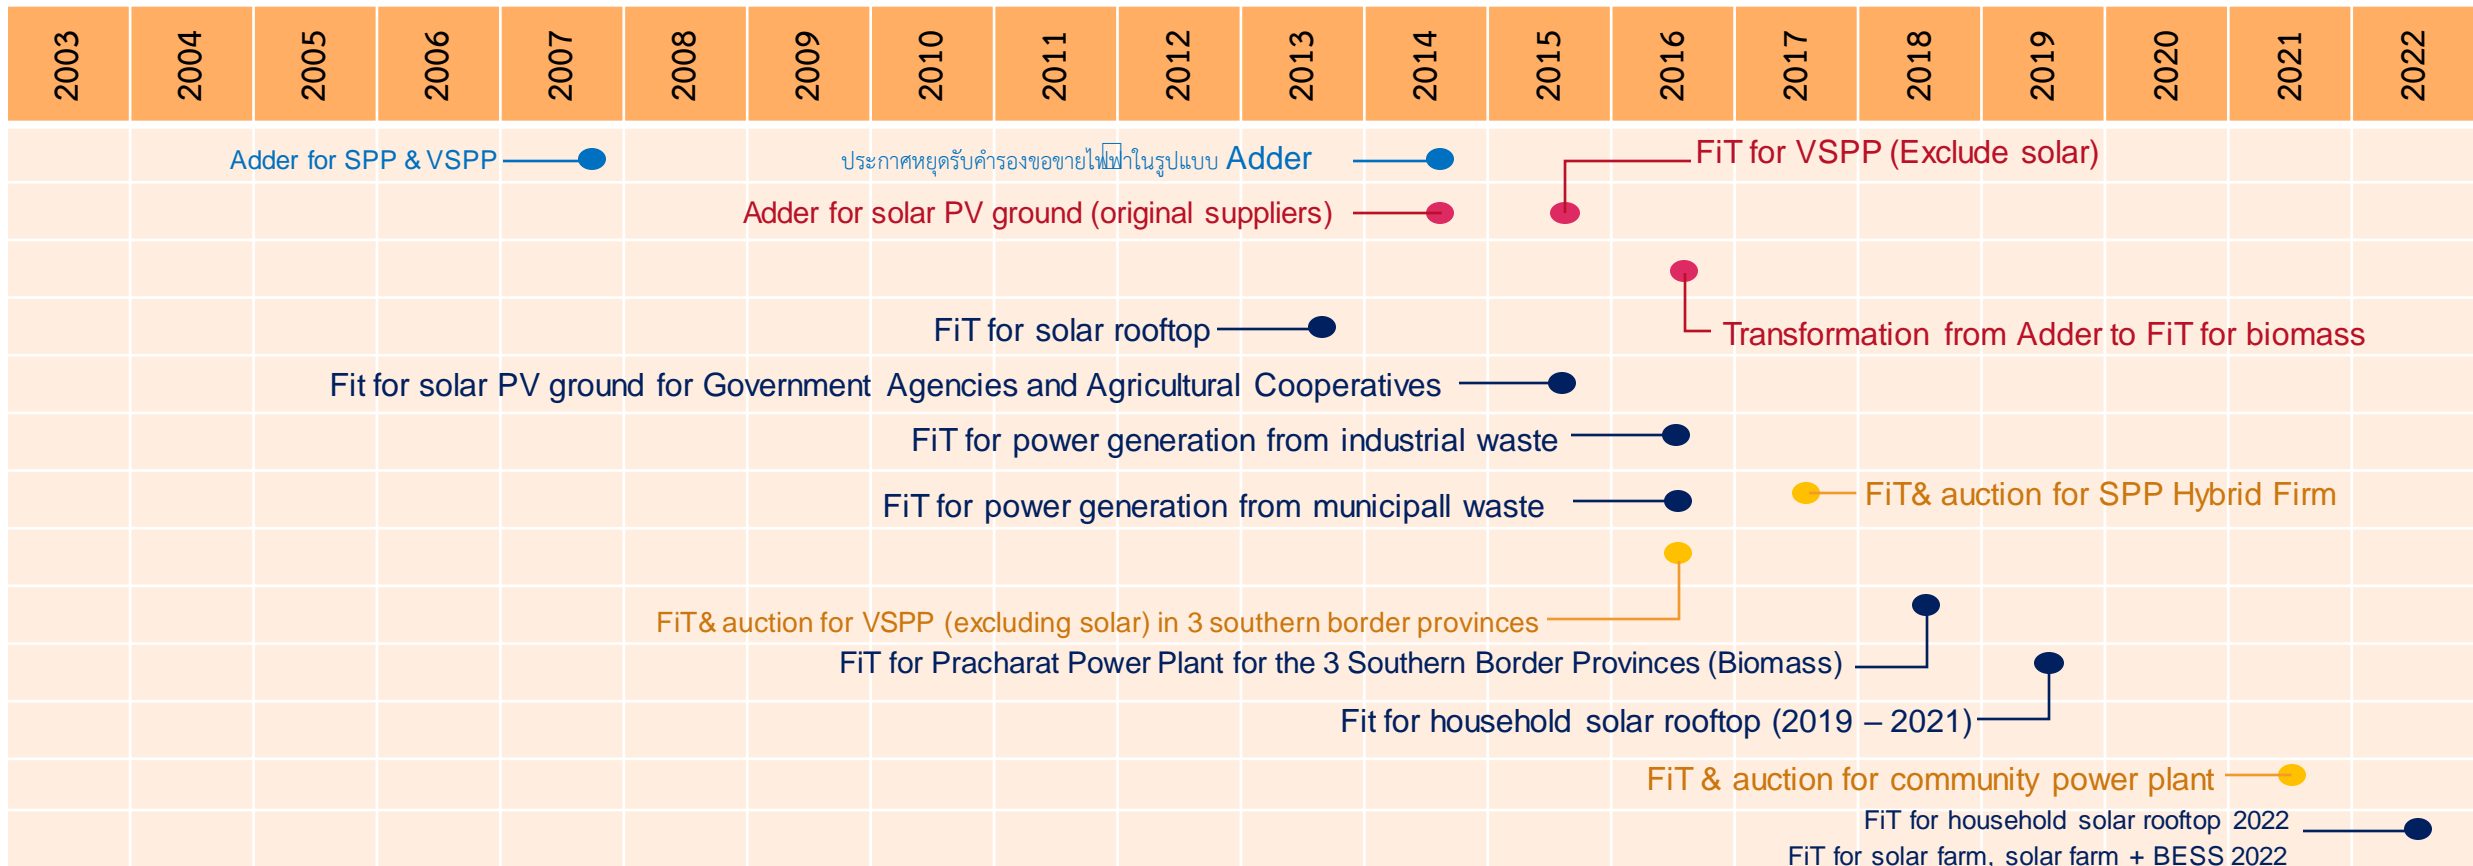 2003 2004 2005 2006 2007 2008 2009 2010 2011 2012 2013 2014 2015 2016 2017 2018 2019 2020 2021 2022
Adder for SPP & VSPP
ประกาศหยุดรับคำรองขอขายไฟฟ้าในรูปแบบ Adder
FiT for VSPP (Exclude solar)
Adder for solar PV ground (original suppliers)
FiT for solar rooftop
Transformation from Adder to FiT for biomass
Fit for solar PV ground for Government Agencies and Agricultural Cooperatives
FiT for power generation from industrial waste
FiT for power generation from municipall waste
FiT& auction for SPP Hybrid Firm
FiT& auction for VSPP (excluding solar) in 3 southern border provinces
FiT for Pracharat Power Plant for the 3 Southern Border Provinces (Biomass)
Fit for household solar rooftop (2019 – 2021)
FiT & auction for community power plant
FiT for household solar rooftop 2022
FiT for solar farm, solar farm + BESS 2022